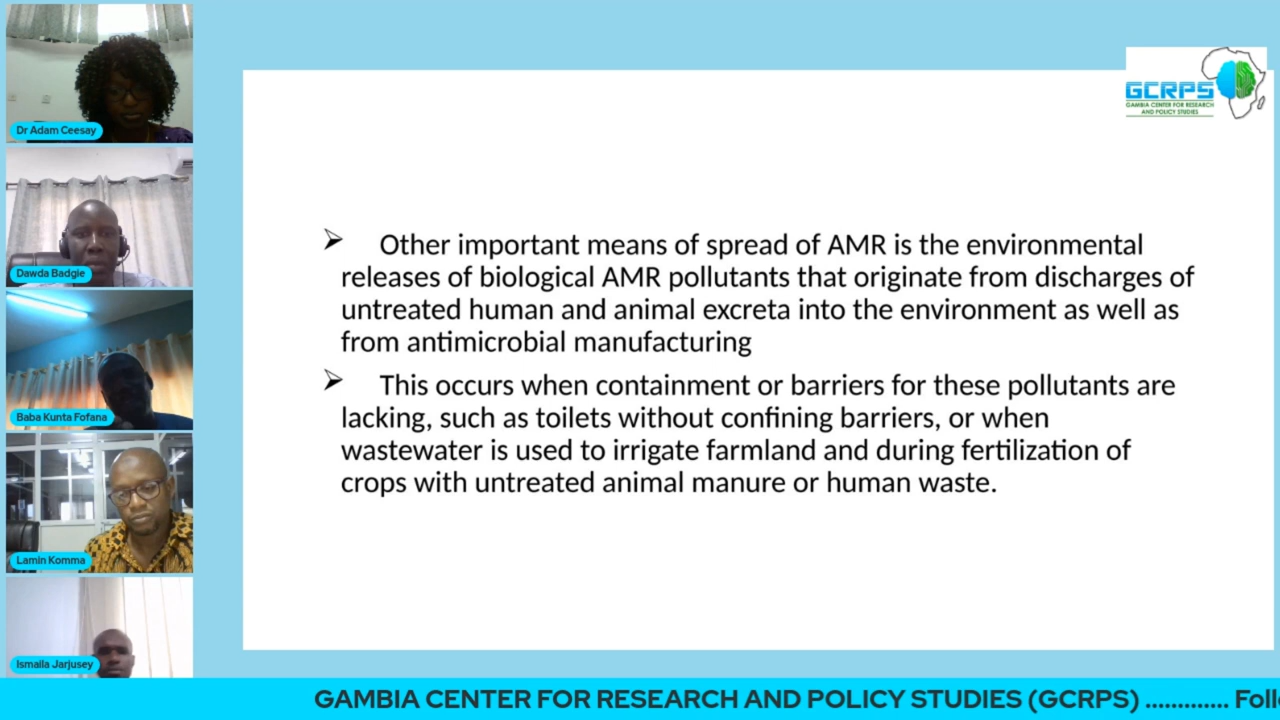 Dr Adam Ceesay
Dawda Badgie
Baba Kunta Fofana
Lamin Komma
Ismaila Jarjusey
GCRPS
GAMBIA CENTER FOR RESEARCH
AND POLICY STUDIES
➢ Other important means of spread of AMR is the environmental
releases of biological AMR pollutants that originate from discharges of
untreated human and animal excreta into the environment as well as
from antimicrobial manufacturing
➢ This occurs when containment or barriers for these pollutants are
lacking, such as toilets without confining barriers, or when
wastewater is used to irrigate farmland and during fertilization of
crops with untreated animal manure or human waste.
GAMBIA CENTER FOR RESEARCH AND POLICY STUDIES (GCRPS) ............. Foll